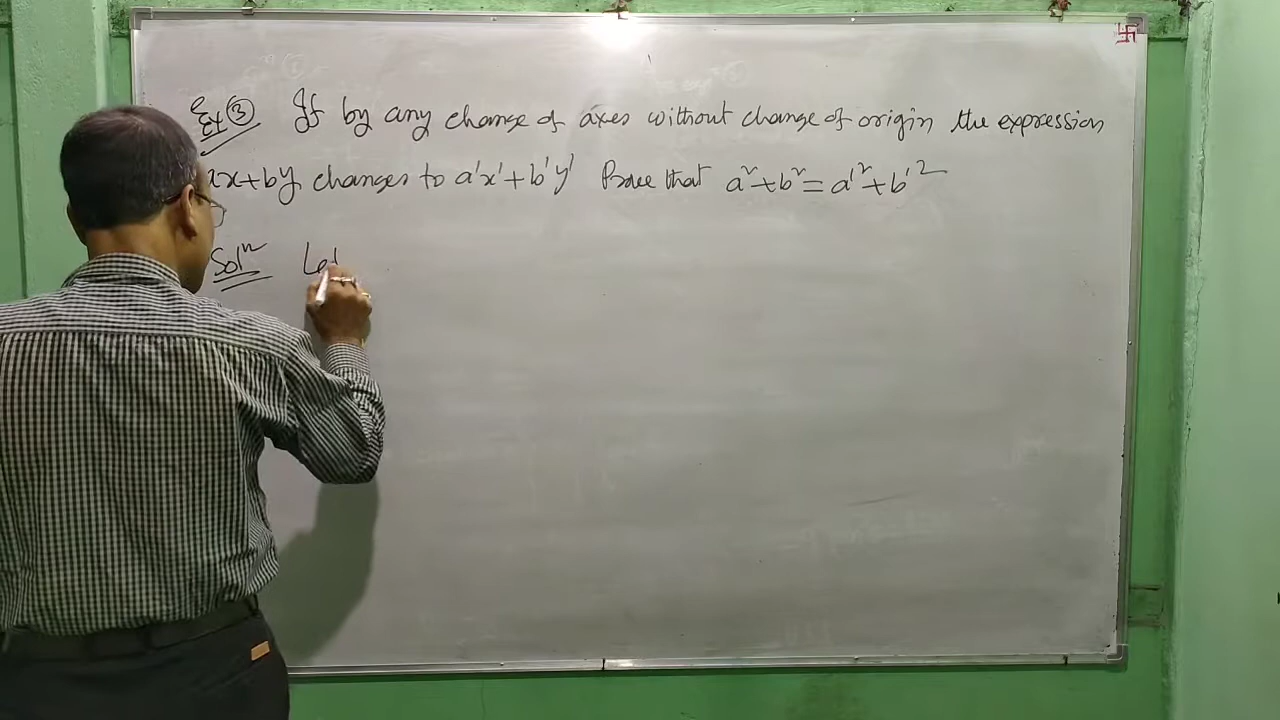 Ex ③ If by any change of axes without change of origin the expression
ax+by changes to a'x'+b'y' Prove that a²+b²=a'²+b'²
Solⁿ Let